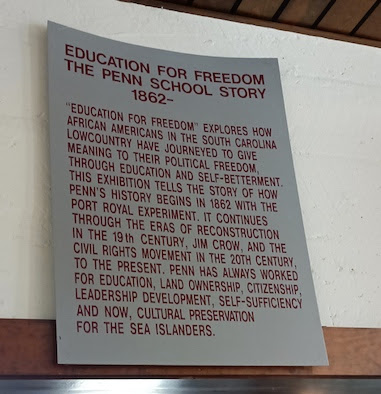 EDUCATION FOR FREEDOM
THE PENN SCHOOL STORY
1862-
"EDUCATION FOR FREEDOM" EXPLORES HOW
AFRICAN AMERICANS IN THE SOUTH CAROLINA
LOWCOUNTRY HAVE JOURNEYED TO GIVE
MEANING TO THEIR POLITICAL FREEDOM,
THROUGH EDUCATION AND SELF-BETTERMENT.
THIS EXHIBITION TELLS THE STORY OF HOW
PENN'S HISTORY BEGINS IN 1862 WITH THE
PORT ROYAL EXPERIMENT. IT CONTINUES
THROUGH THE ERAS OF RECONSTRUCTION
IN THE 19th CENTURY, JIM CROW, AND THE
CIVIL RIGHTS MOVEMENT IN THE 20TH CENTURY,
TO THE PRESENT. PENN HAS ALWAYS WORKED
FOR EDUCATION, LAND OWNERSHIP, CITIZENSHIP,
LEADERSHIP DEVELOPMENT, SELF-SUFFICIENCY
AND NOW, CULTURAL PRESERVATION
FOR THE SEA ISLANDERS.